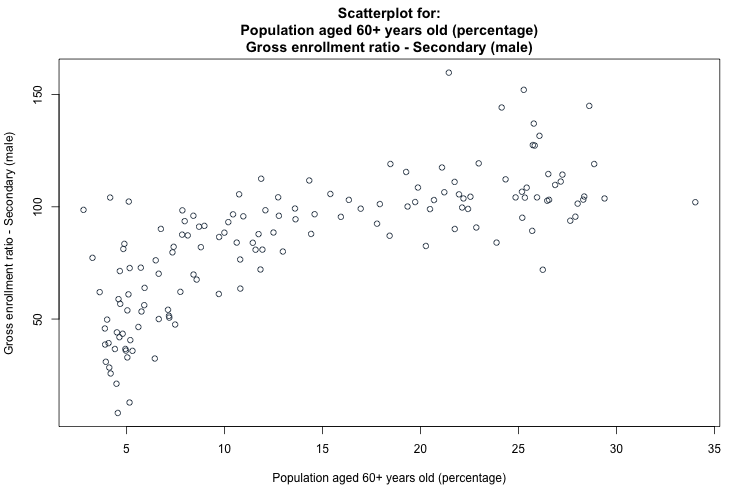 Scatterplot for:
Population aged 60+ years old (percentage)
Gross enrollment ratio - Secondary (male)
Gross enrollment ratio - Secondary (male)
150
100
50
5 10 15 20 25 30 35
Population aged 60+ years old (percentage)